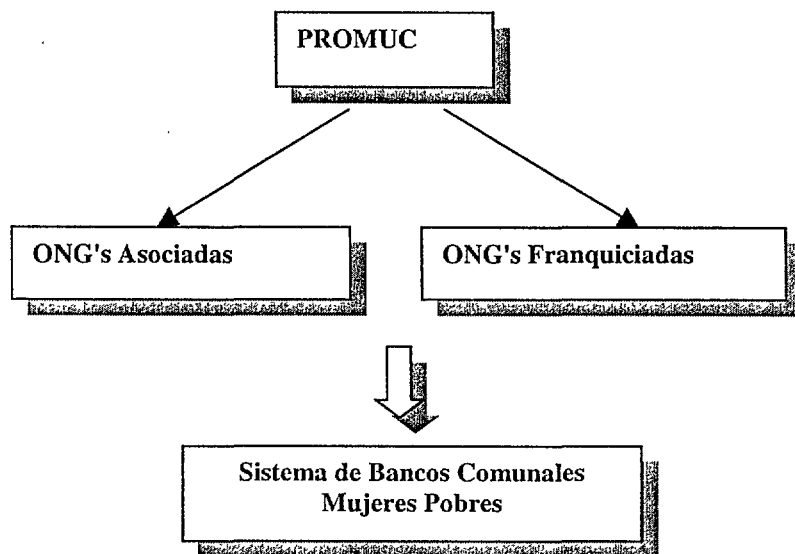 PROMUC
ONG's Asociadas
ONG's Franquiciadas
Sistema de Bancos Comunales
Mujeres Pobres